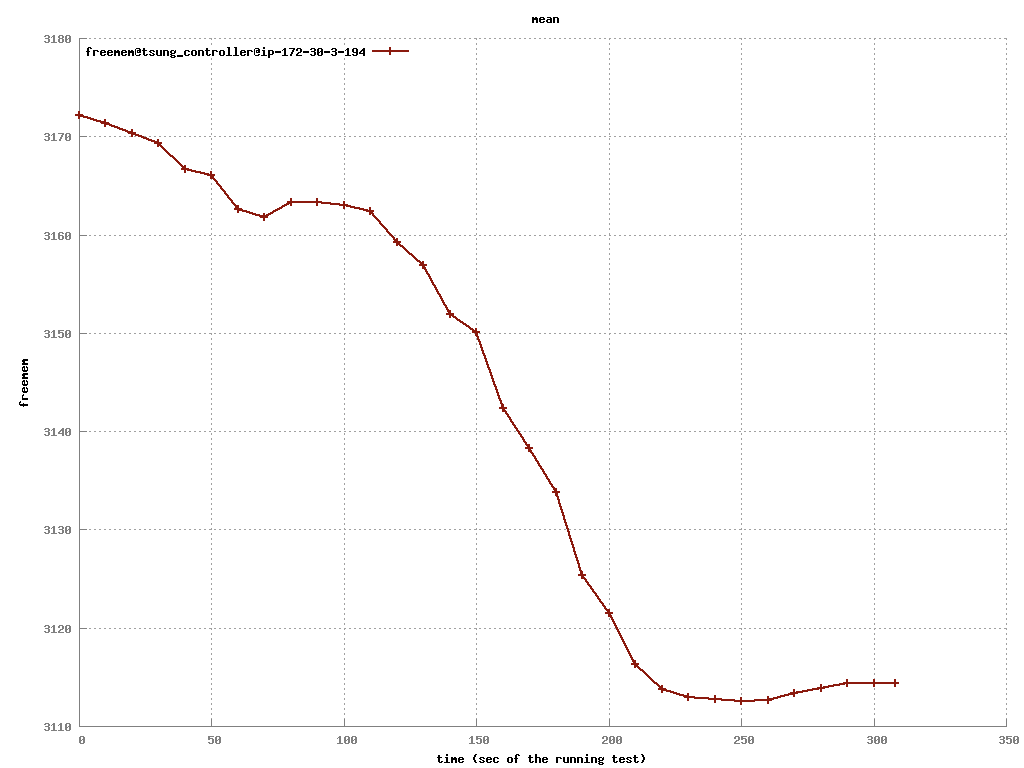 mean
3180
freemem@tsung_controller@ip-172-30-3-194
3170
3160
3150
freemem
3140
3130
3120
3110
0 50 100 150 200 250 300 350
time (sec of the running test)